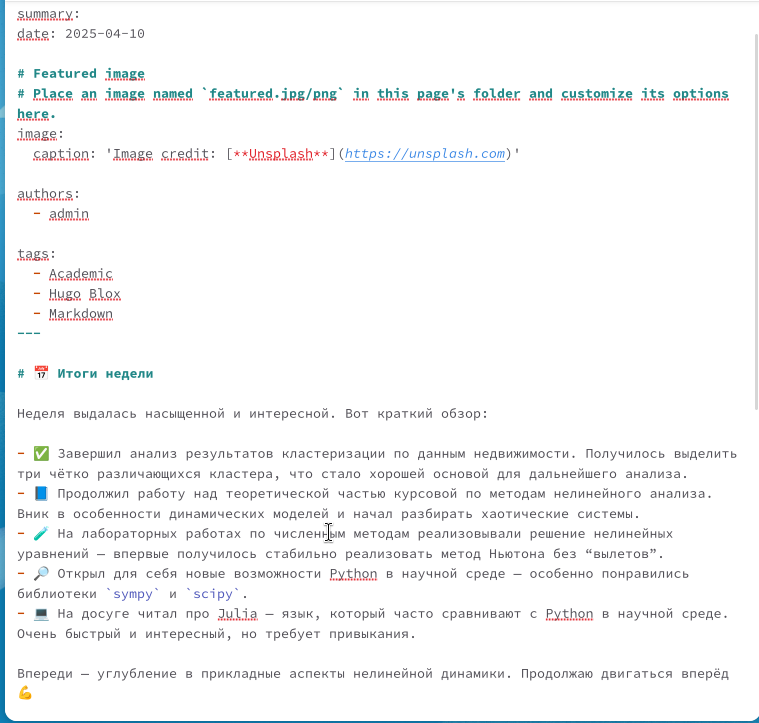 summary:
date: 2025-04-10
# Featured image
# Place an image named `featured.jpg/png` in this page's folder and customize its options
here.
image:
  caption: 'Image credit: [**Unsplash**](https://unsplash.com)'
authors:
  - admin
tags:
  - Academic
  - Hugo Blox
  - Markdown
---
# 📅 Итоги недели
Неделя выдалась насыщенной и интересной. Вот краткий обзор:
- ✅ Завершил анализ результатов кластеризации по данным недвижимости. Получилось выделить
три чётко различающихся кластера, что стало хорошей основой для дальнейшего анализа.
- 📘 Продолжил работу над теоретической частью курсовой по методам нелинейного анализа.
Вник в особенности динамических моделей и начал разбирать хаотические системы.
- 🧪 На лабораторных работах по численным методам реализовывали решение нелинейных
уравнений — впервые получилось стабильно реализовать метод Ньютона без “вылетов”.
- 🔎 Открыл для себя новые возможности Python в научной среде — особенно понравились
библиотеки `sympy` и `scipy`.
- 💻 На досуге читал про Julia — язык, который часто сравнивают с Python в научной среде.
Очень быстрый и интересный, но требует привыкания.
Впереди — углубление в прикладные аспекты нелинейной динамики. Продолжаю двигаться вперёд
💪